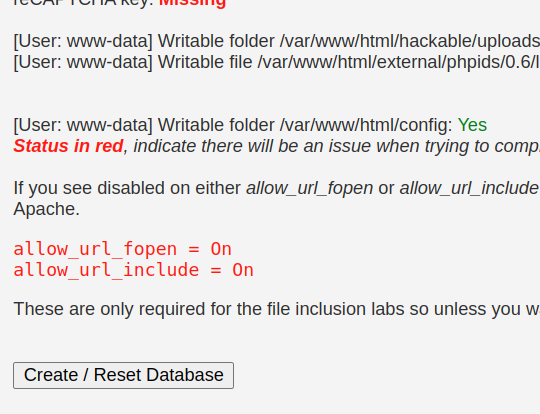 reCAPTCHA key: Missing
[User: www-data] Writable folder /var/www/html/hackable/uploads
[User: www-data] Writable file /var/www/html/external/phpids/0.6/l
[User: www-data] Writable folder /var/www/html/config: Yes
Status in red, indicate there will be an issue when trying to comp
If you see disabled on either allow_url_fopen or allow_url_include
Apache.
allow_url_fopen = On
allow_url_include = On
These are only required for the file inclusion labs so unless you w
Create / Reset Database